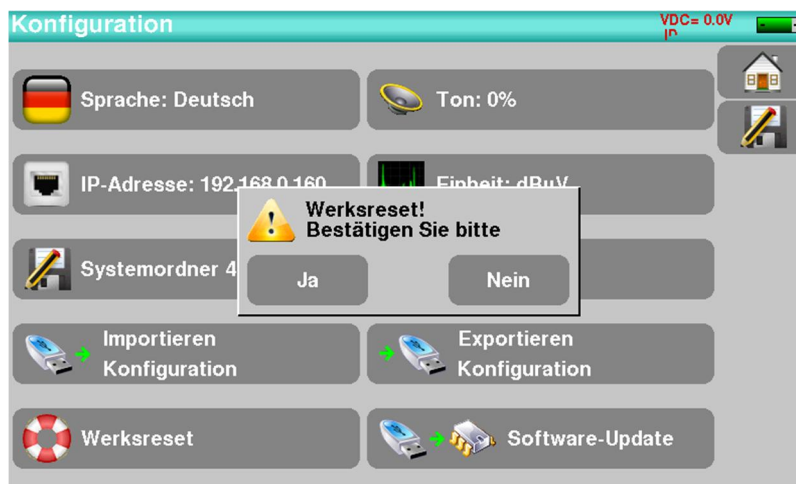 Konfiguration
VDC= 0.0V
Sprache: Deutsch
Ton: 0%
IP-Adresse: 192.168.0.160
Einheit: dBuV
Werksreset!
Bestätigen Sie bitte
Systemordner 4
Ja
Nein
Importieren
Konfiguration
Exportieren
Konfiguration
Werksreset
Software-Update